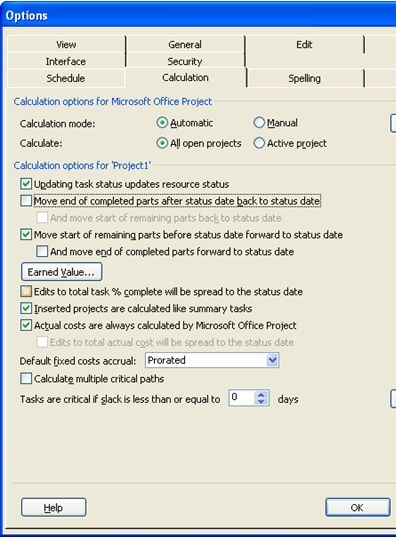 Options
View General Edit
Interface Security
Schedule Calculation Spelling
Calculation options for Microsoft Office Project
Calculation mode: Automatic Manual
Calculate: All open projects Active project
Calculation options for 'Project1'
Updating task status updates resource status
Move end of completed parts after status date back to status date
And move start of remaining parts back to status date
Move start of remaining parts before status date forward to status date
And move end of completed parts forward to status date
Earned Value...
Edits to total task % complete will be spread to the status date
Inserted projects are calculated like summary tasks
Actual costs are always calculated by Microsoft Office Project
Edits to total actual cost will be spread to the status date
Default fixed costs accrual: Prorated
Calculate multiple critical paths
Tasks are critical if slack is less than or equal to 0 days
Help OK